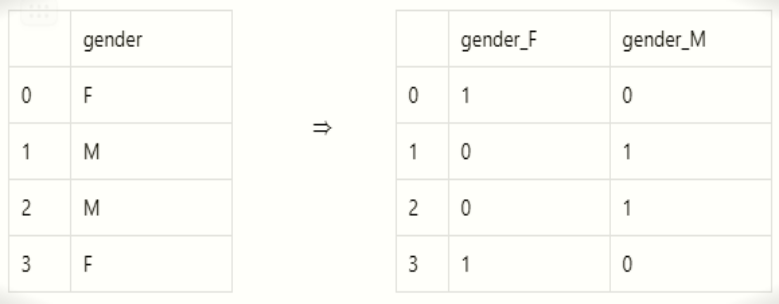 gender gender_F gender_M
0 F 0 1 0
⇒
1 M 1 0 1
2 M 2 0 1
3 F 3 1 0